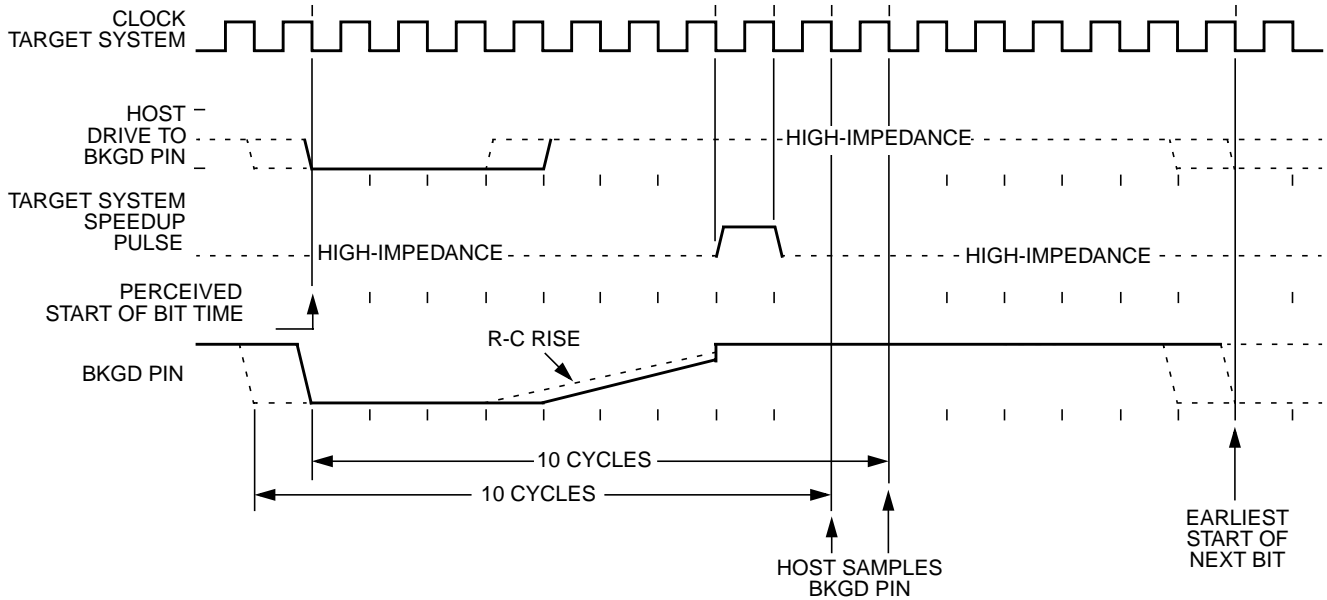 CLOCK
TARGET SYSTEM
HOST
DRIVE TO
BKGD PIN
HIGH-IMPEDANCE
TARGET SYSTEM
SPEEDUP
PULSE
HIGH-IMPEDANCE
HIGH-IMPEDANCE
PERCEIVED
START OF BIT TIME
R-C RISE
BKGD PIN
10 CYCLES
10 CYCLES
HOST SAMPLES
BKGD PIN
EARLIEST
START OF
NEXT BIT